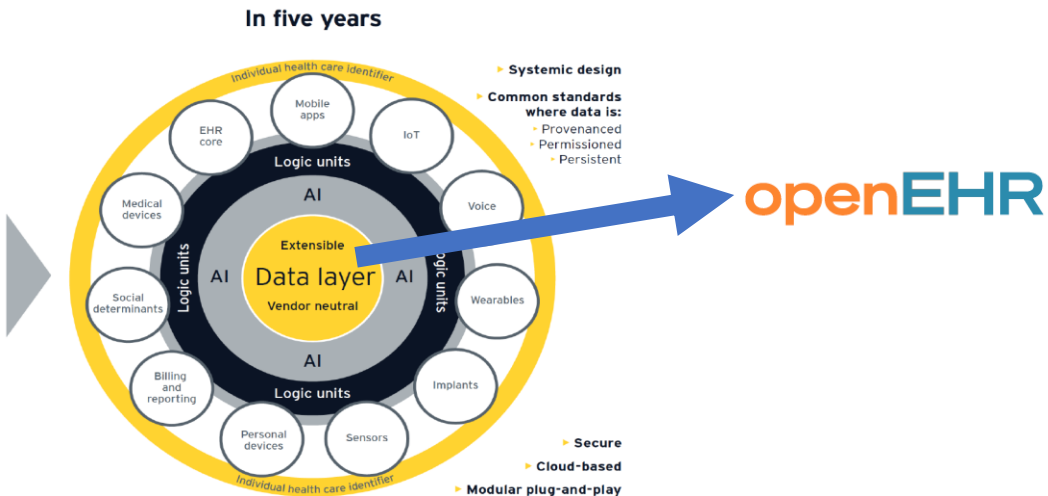 In five years
Individual health care identifier
Systemic design
Common standards
where data is:
Provenanced
Permissioned
Persistent
Mobile
apps
EHR
core
IoT
Medical
devices
Voice
Social
determinants
Wearables
Billing
and
reporting
Implants
Personal
devices
Sensors
Logic units
Logic units
Logic units
Logic units
AI
AI
AI
AI
Extensible
Data layer
Vendor neutral
openEHR
Individual health care identifier
Secure
Cloud-based
Modular plug-and-play